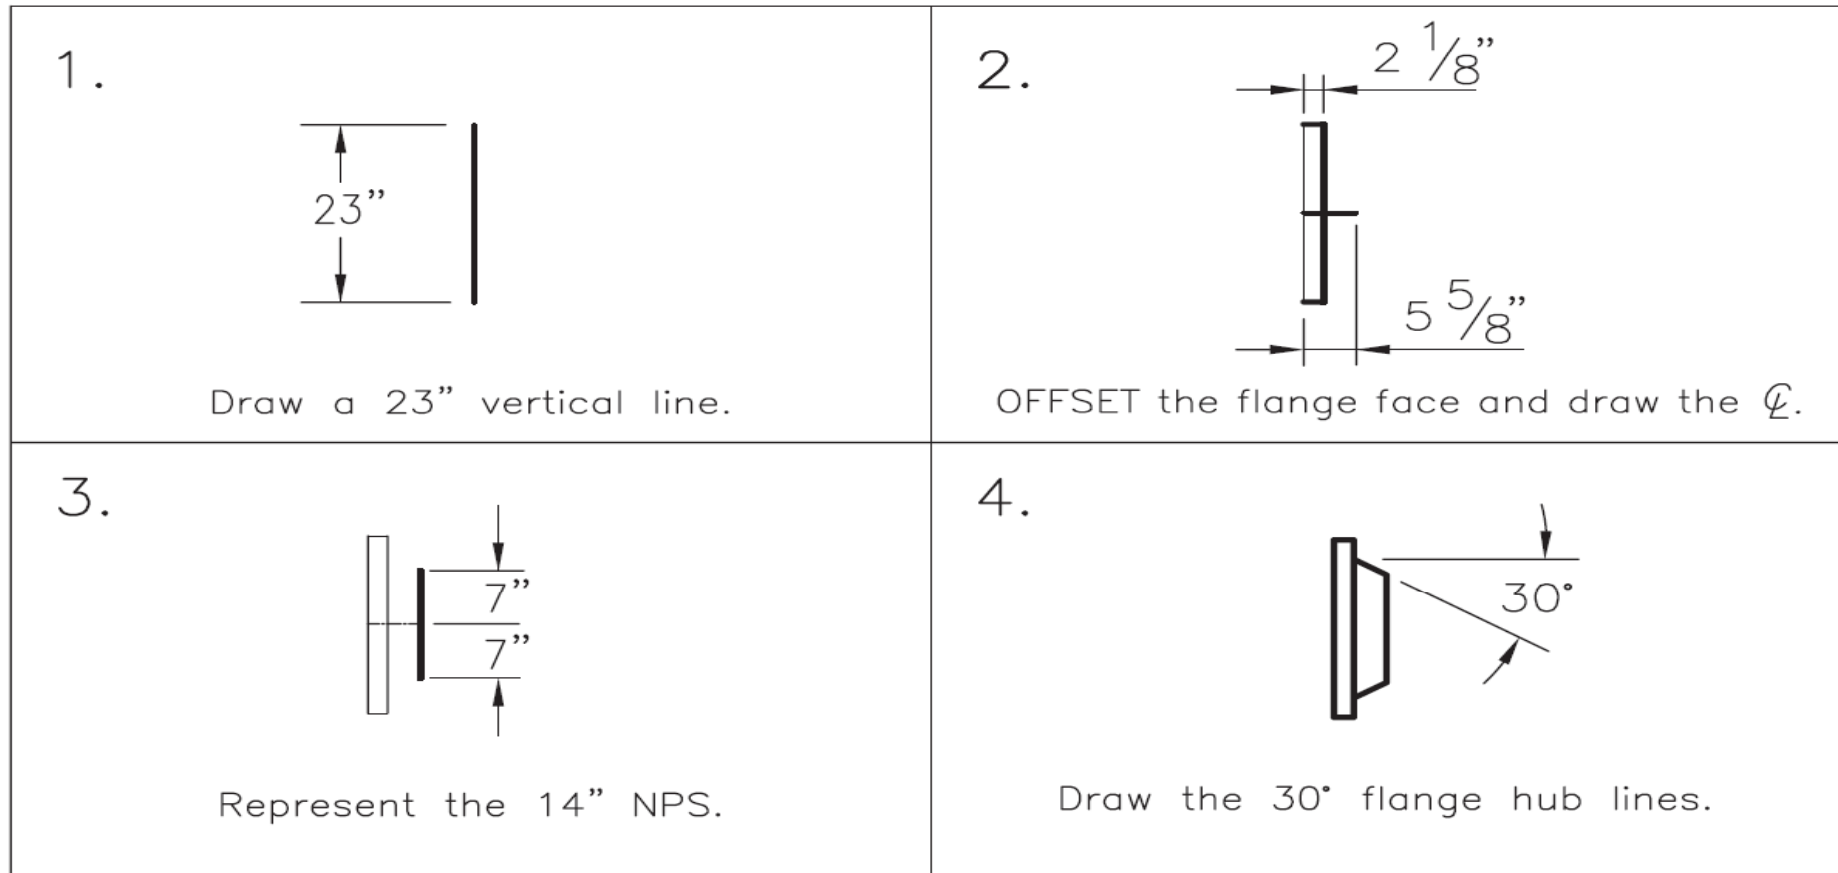 1.
23”
Draw a 23” vertical line.
2.
2 1/8”
5 5/8”
OFFSET the flange face and draw the ℄.
3.
7”
7”
Represent the 14” NPS.
4.
30°
Draw the 30° flange hub lines.